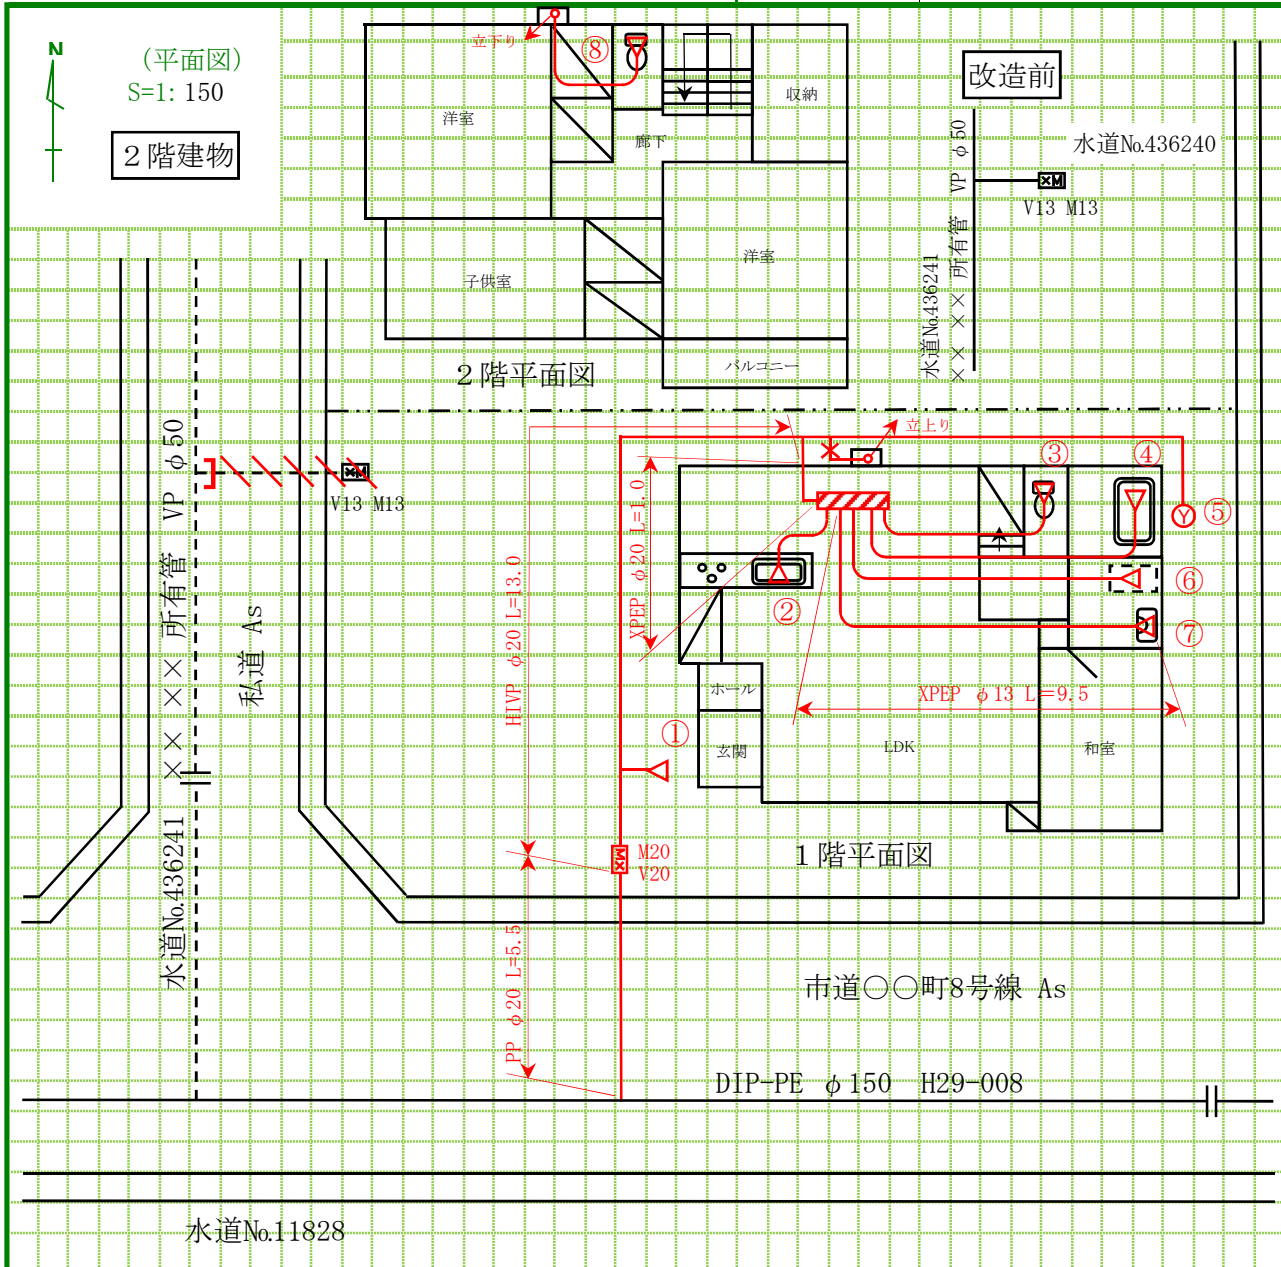 N
(平面図)
S=1: 150
2階建物
立下り
⑧
洋室
廊下
収納
子供室
洋室
バルコニー
2階平面図
改造前
水道No.436240
V13 M13
VP φ50
××× 所有管
水道No.436241
立上り
VP φ50
×××× 所有管
水道No.436241
私道 As
V13 M13
HIVP φ20 L=13.0
XPEP φ20 L=1.0
③
④
Y
⑤
⑥
②
⑦
XPEP φ13 L=9.5
ホール
①
玄関
LDK
和室
M20
V20
1階平面図
PP φ20 L=5.5
市道○○町8号線 As
DIP-PE φ150 H29-008
水道No.11828